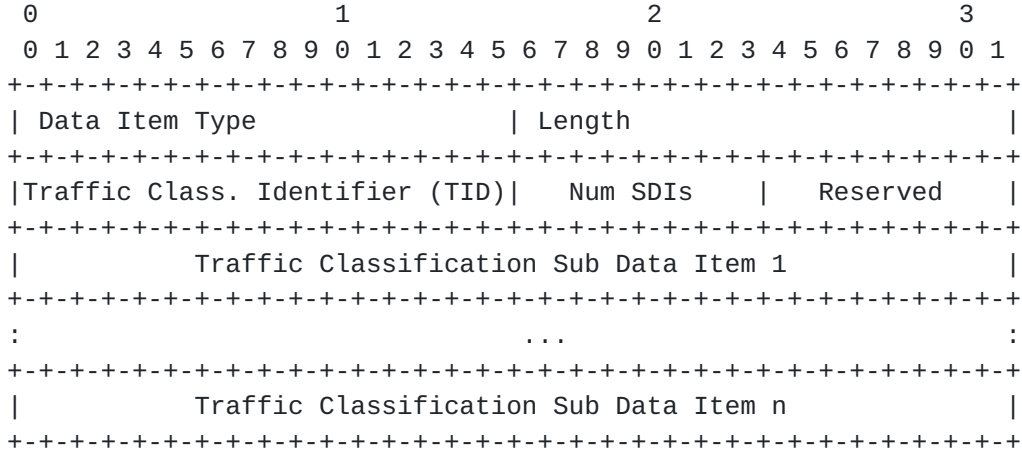 0                   1                   2                   3
 0 1 2 3 4 5 6 7 8 9 0 1 2 3 4 5 6 7 8 9 0 1 2 3 4 5 6 7 8 9 0 1
+-+-+-+-+-+-+-+-+-+-+-+-+-+-+-+-+-+-+-+-+-+-+-+-+-+-+-+-+-+-+-+-+
| Data Item Type                | Length                        |
+-+-+-+-+-+-+-+-+-+-+-+-+-+-+-+-+-+-+-+-+-+-+-+-+-+-+-+-+-+-+-+-+
|Traffic Class. Identifier (TID)|   Num SDIs    |   Reserved    |
+-+-+-+-+-+-+-+-+-+-+-+-+-+-+-+-+-+-+-+-+-+-+-+-+-+-+-+-+-+-+-+-+
|           Traffic Classification Sub Data Item 1              |
+-+-+-+-+-+-+-+-+-+-+-+-+-+-+-+-+-+-+-+-+-+-+-+-+-+-+-+-+-+-+-+-+
:                                ...                            :
+-+-+-+-+-+-+-+-+-+-+-+-+-+-+-+-+-+-+-+-+-+-+-+-+-+-+-+-+-+-+-+-+
|           Traffic Classification Sub Data Item n              |
+-+-+-+-+-+-+-+-+-+-+-+-+-+-+-+-+-+-+-+-+-+-+-+-+-+-+-+-+-+-+-+-+